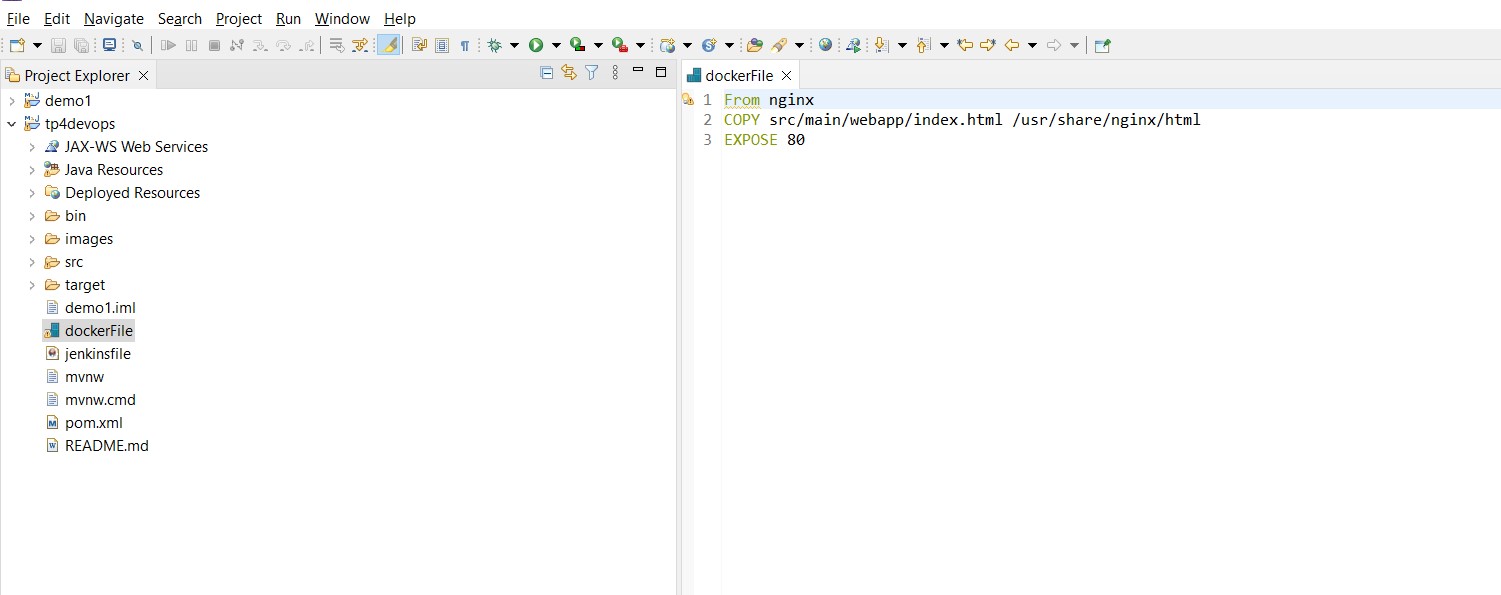 File Edit Navigate Search Project Run Window Help
Project Explorer
demo1
tp4devops
JAX-WS Web Services
Java Resources
Deployed Resources
bin
images
src
target
demo1.iml
dockerFile
jenkinsfile
mvnw
mvnw.cmd
pom.xml
README.md
dockerFile
1 From nginx
2 COPY src/main/webapp/index.html /usr/share/nginx/html
3 EXPOSE 80